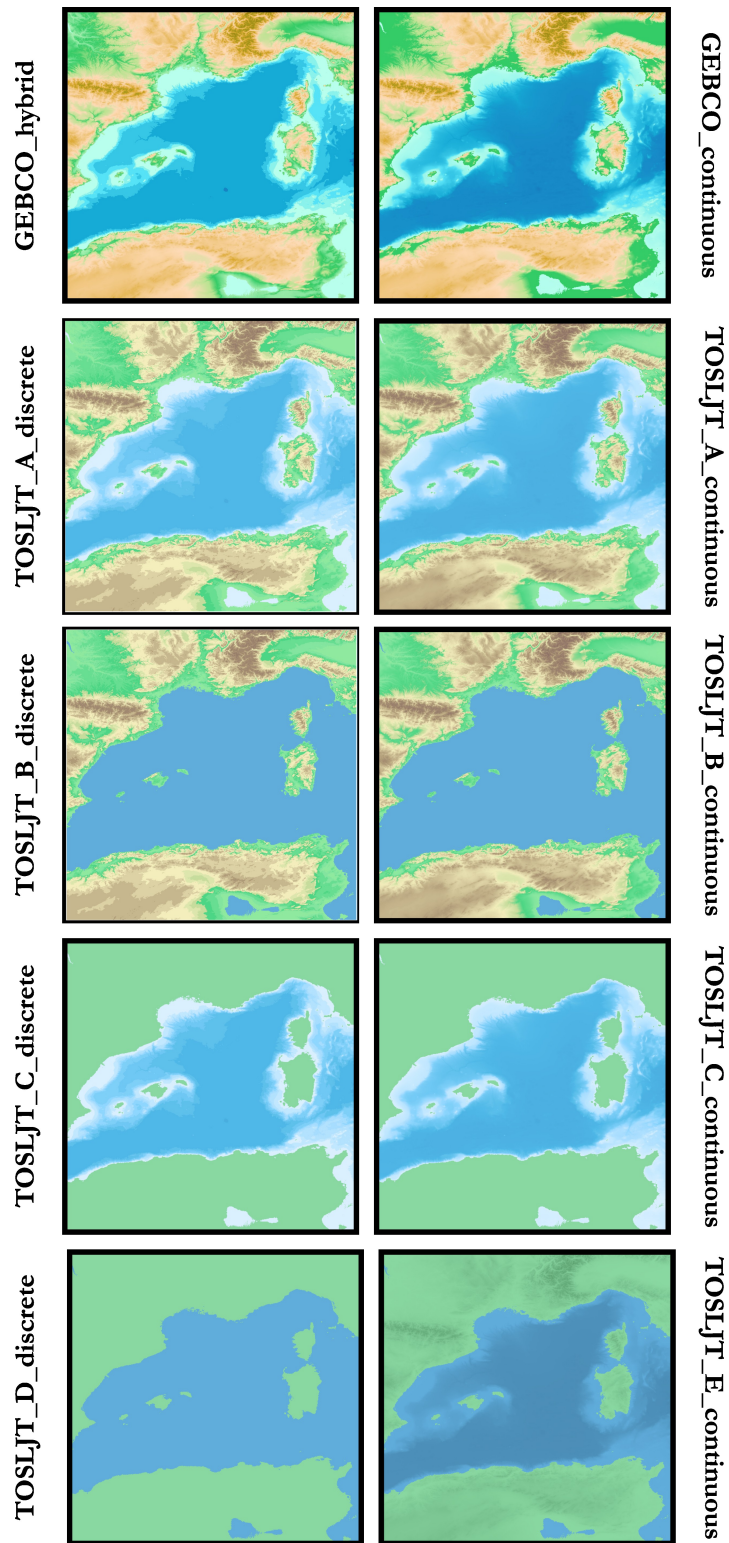 GEBCO_hybrid
GEBCO_continuous
TOSLJT_A_discrete
TOSLJT_A_continuous
TOSLJT_B_discrete
TOSLJT_B_continuous
TOSLJT_C_discrete
TOSLJT_C_continuous
TOSLJT_D_discrete
TOSLJT_E_continuous